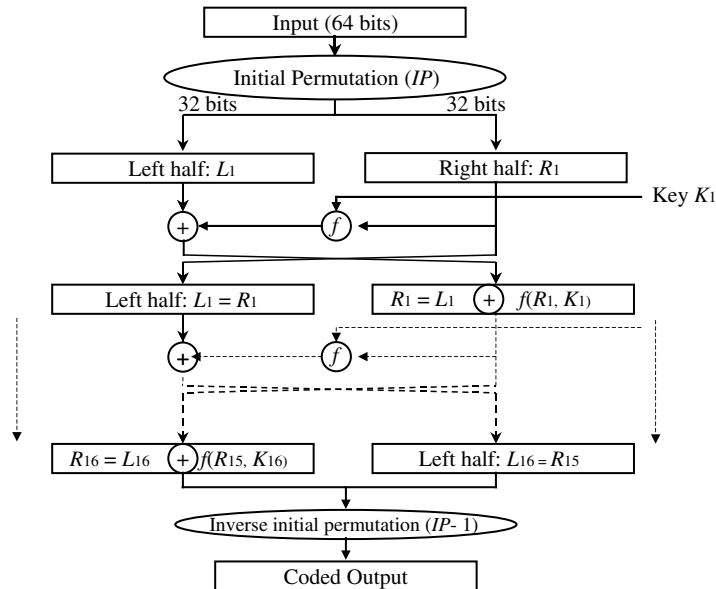 Input (64 bits)
Initial Permutation (IP)
32 bits 32 bits
Left half: L1 Right half: R1
Key K1
+ f
Left half: L1 = R1 R1 = L1 + f(R1, K1)
+ f
R16 = L16 + f(R15, K16) Left half: L16 = R15
Inverse initial permutation (IP- 1)
Coded Output